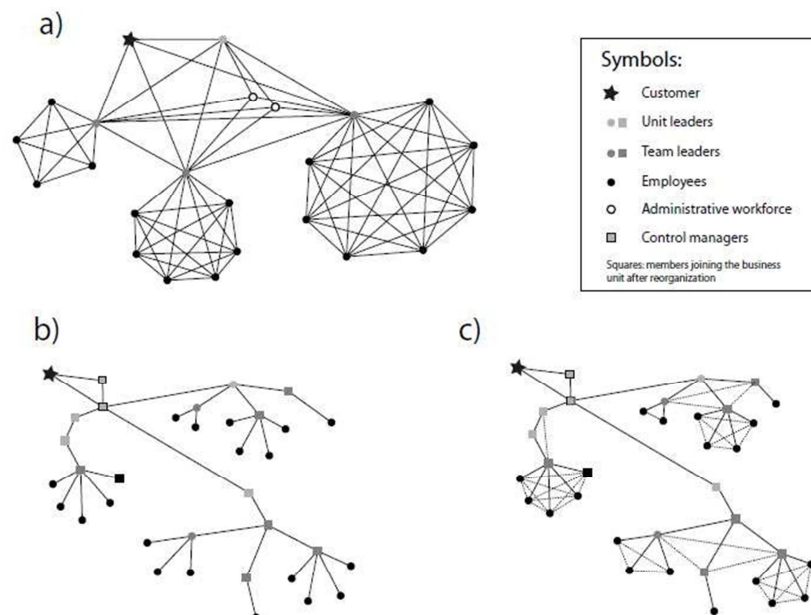 a)
Symbols:
Customer
Unit leaders
Team leaders
Employees
Administrative workforce
Control managers
Squares: members joining the business
unit after reorganization
b)
c)